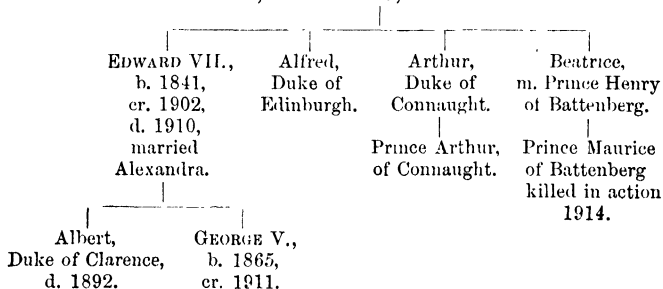 EDWARD VII.,
b. 1841,
cr. 1902,
d. 1910,
married
Alexandra.
Alfred,
Duke of
Edinburgh.
Arthur,
Duke of
Connaught.
Prince Arthur,
of Connaught.
Beatrice,
m. Prince Henry
of Battenberg.
Prince Maurice
of Battenberg
killed in action
1914.
Albert,
Duke of Clarence,
d. 1892.
GEORGE V.,
b. 1865,
cr. 1911.